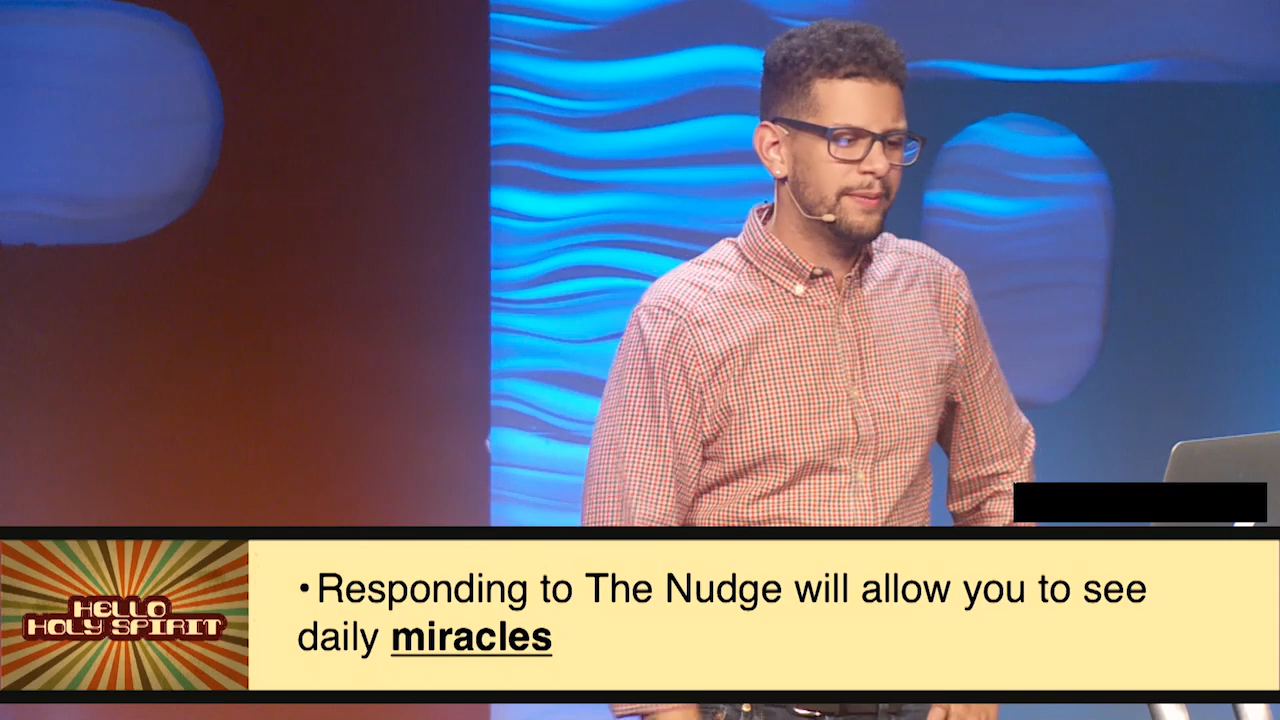 HELLO
HOLY SPIRIT
•Responding to The Nudge will allow you to see
daily miracles